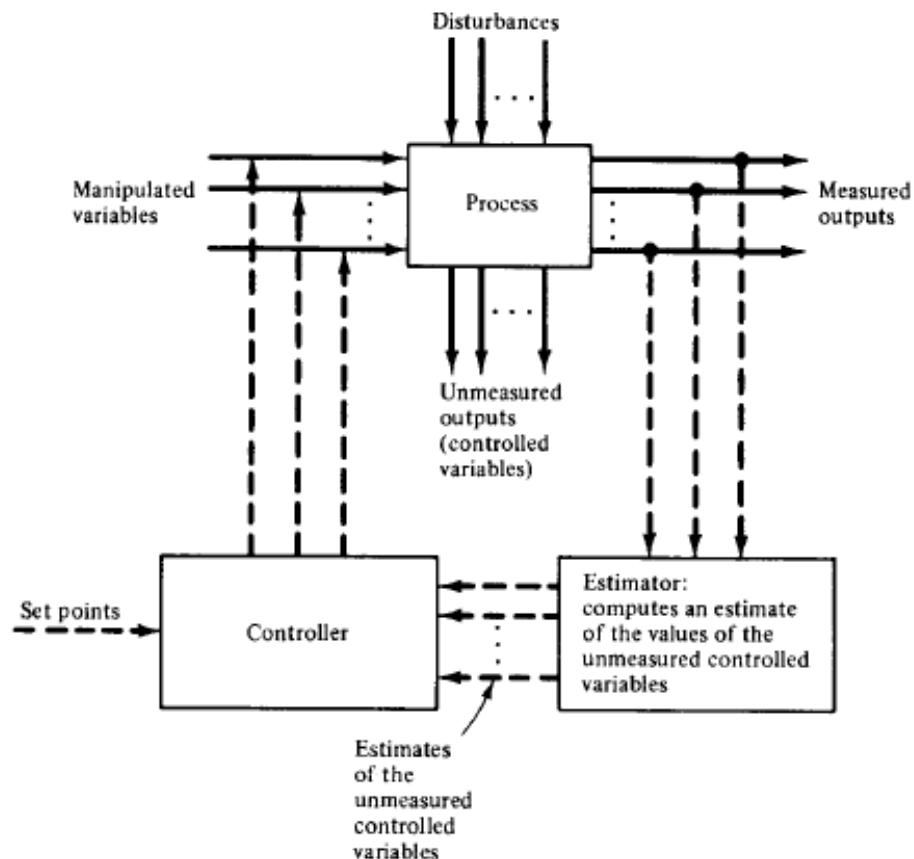 Disturbances
Manipulated
variables
Process
Measured
outputs
Unmeasured
outputs
(controlled
variables)
Set points
Controller
Estimator:
computes an estimate
of the values of the
unmeasured controlled
variables
Estimates
of the
unmeasured
controlled
variables